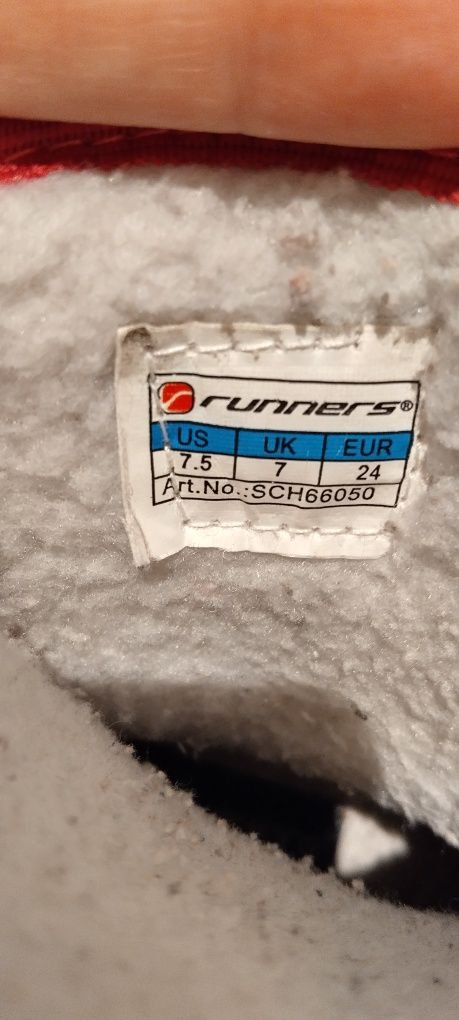 runners®
US UK EUR
7.5 7 24
Art.No.:SCH66050